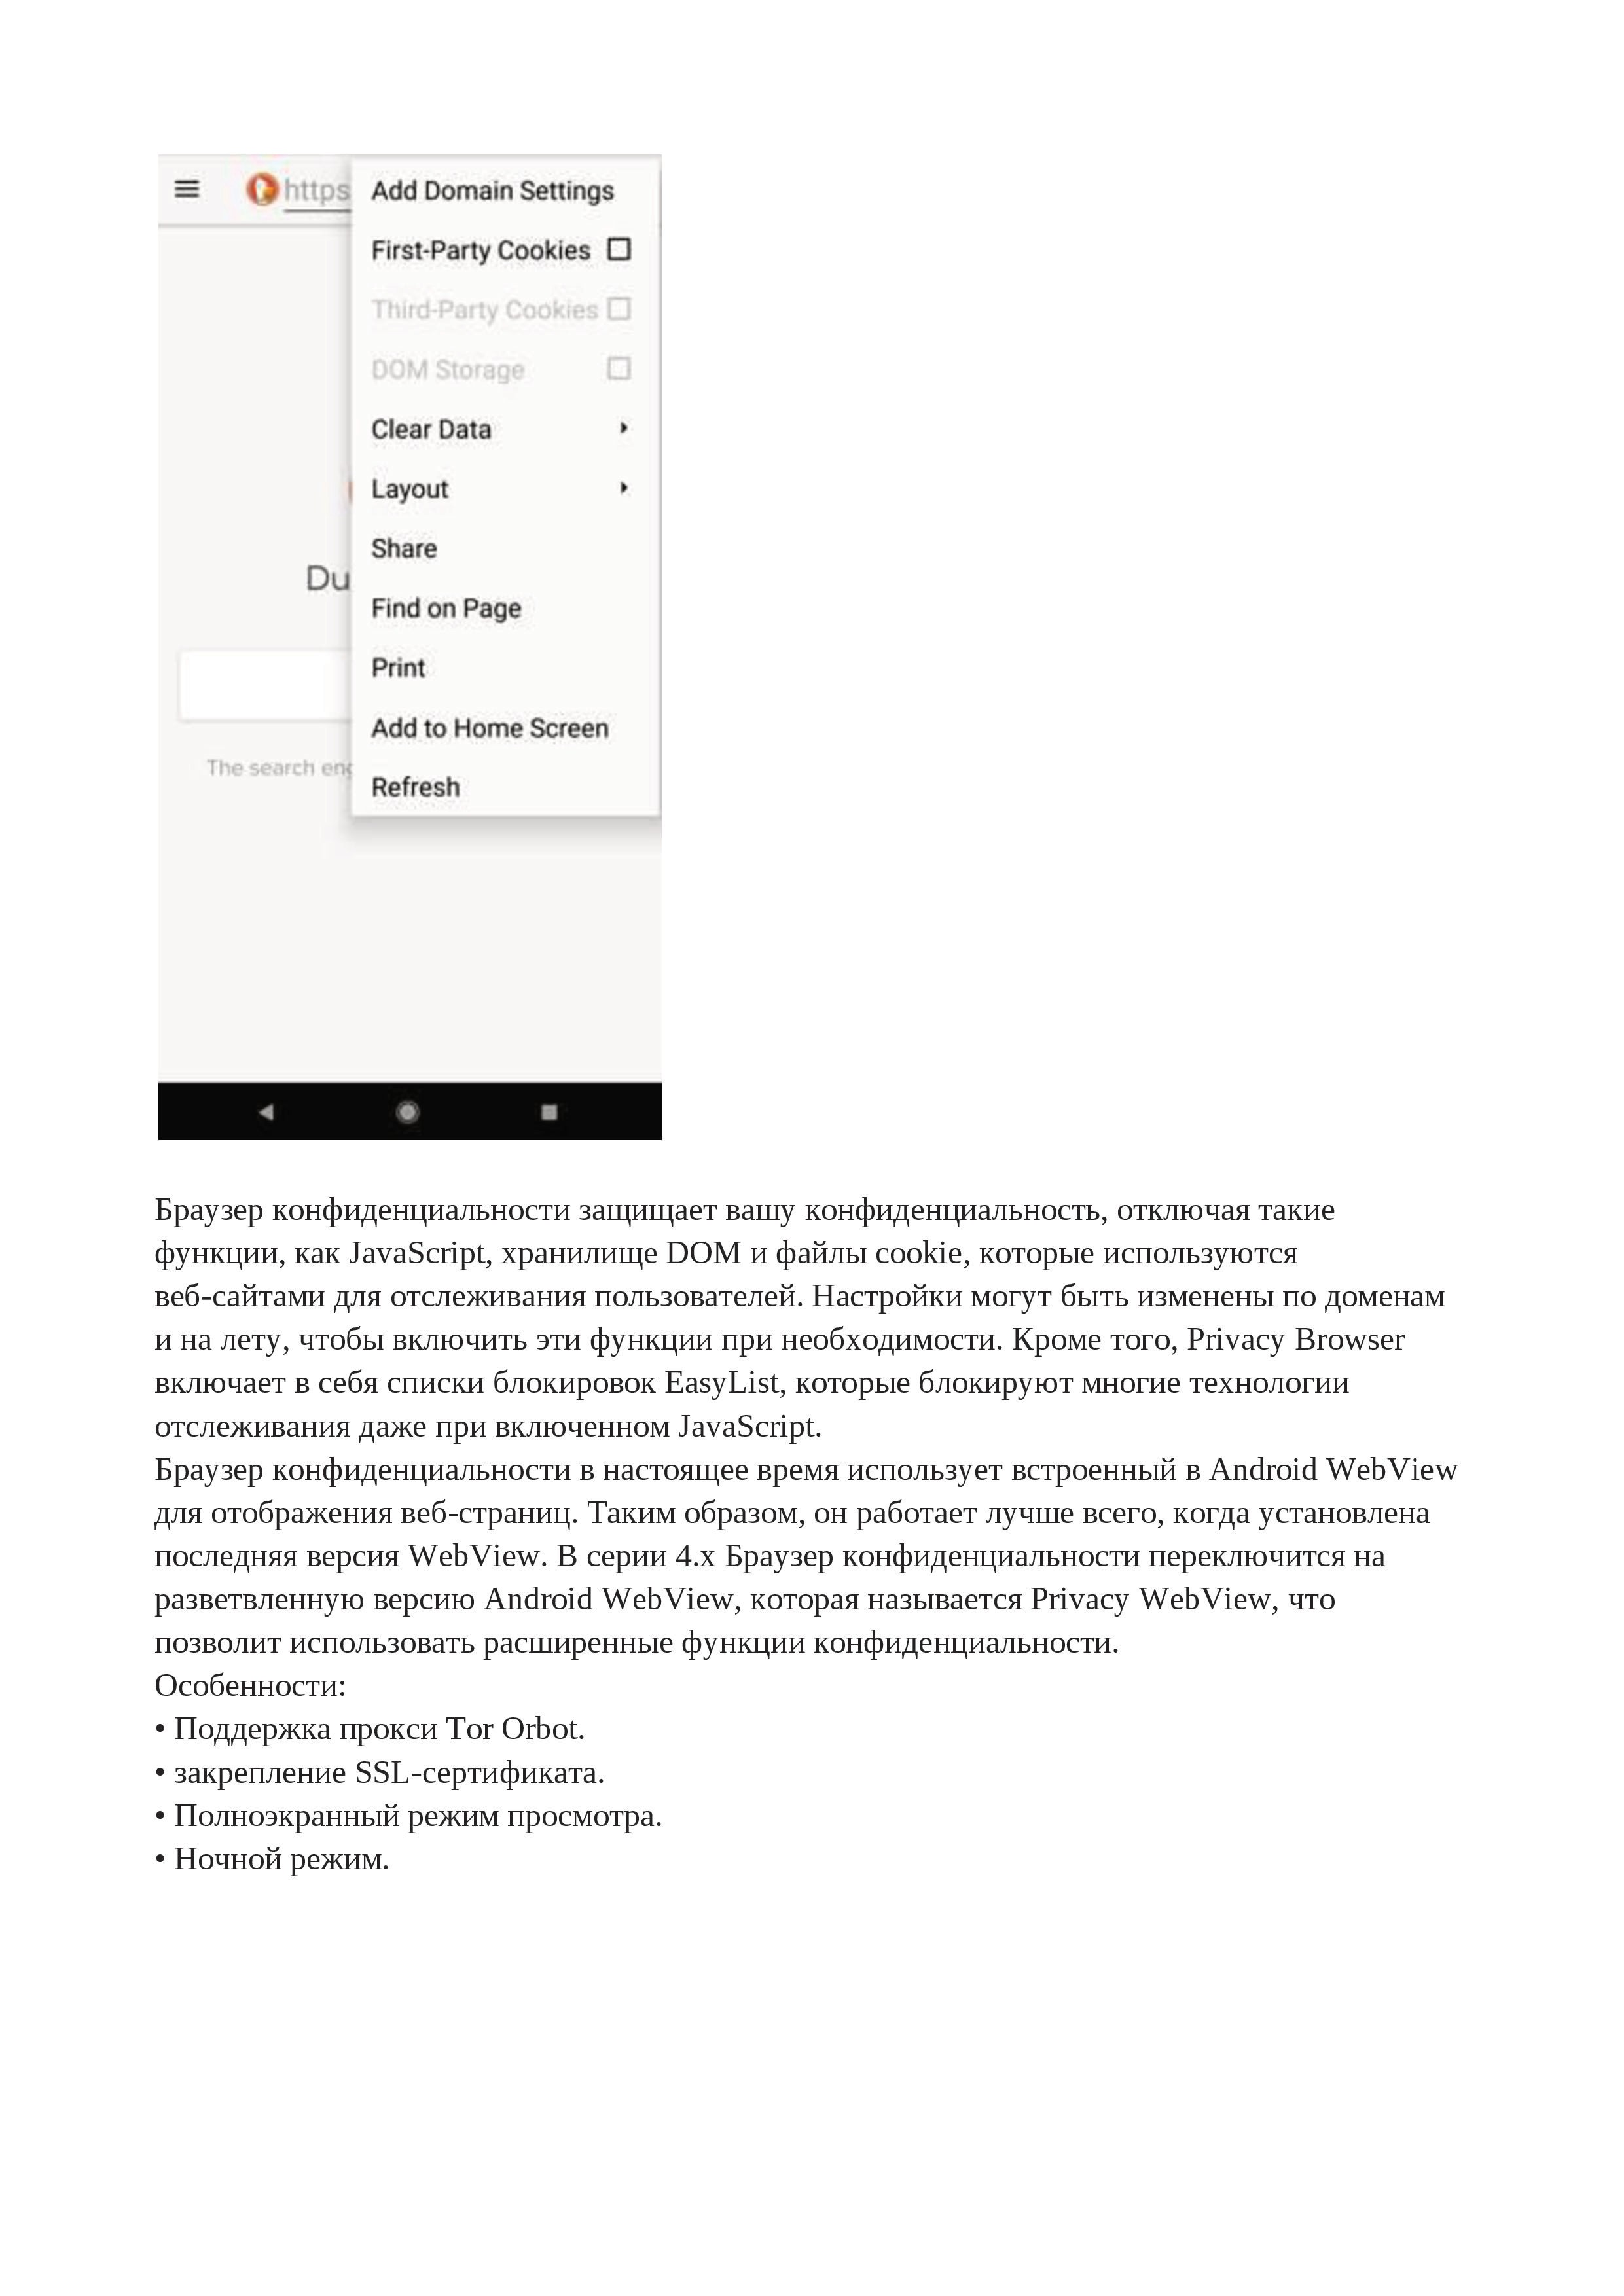 https
Add Domain Settings
First-Party Cookies
Third-Party Cookies
DOM Storage
Clear Data
Layout
Share
Du
Find on Page
Print
Add to Home Screen
The search eng
Refresh
Браузер конфиденциальности защищает вашу конфиденциальность, отключая такие
функции, как JavaScript, хранилище DOM и файлы cookie, которые используются
веб-сайтами для отслеживания пользователей. Настройки могут быть изменены по доменам
и на лету, чтобы включить эти функции при необходимости. Кроме того, Privacy Browser
включает в себя списки блокировок EasyList, которые блокируют многие технологии
отслеживания даже при включенном JavaScript.
Браузер конфиденциальности в настоящее время использует встроенный в Android WebView
для отображения веб-страниц. Таким образом, он работает лучше всего, когда установлена
последняя версия WebView. В серии 4.x Браузер конфиденциальности переключится на
разветвленную версию Android WebView, которая называется Privacy WebView, что
позволит использовать расширенные функции конфиденциальности.
Особенности:
• Поддержка прокси Tor Orbot.
• закрепление SSL-сертификата.
• Полноэкранный режим просмотра.
• Ночной режим.